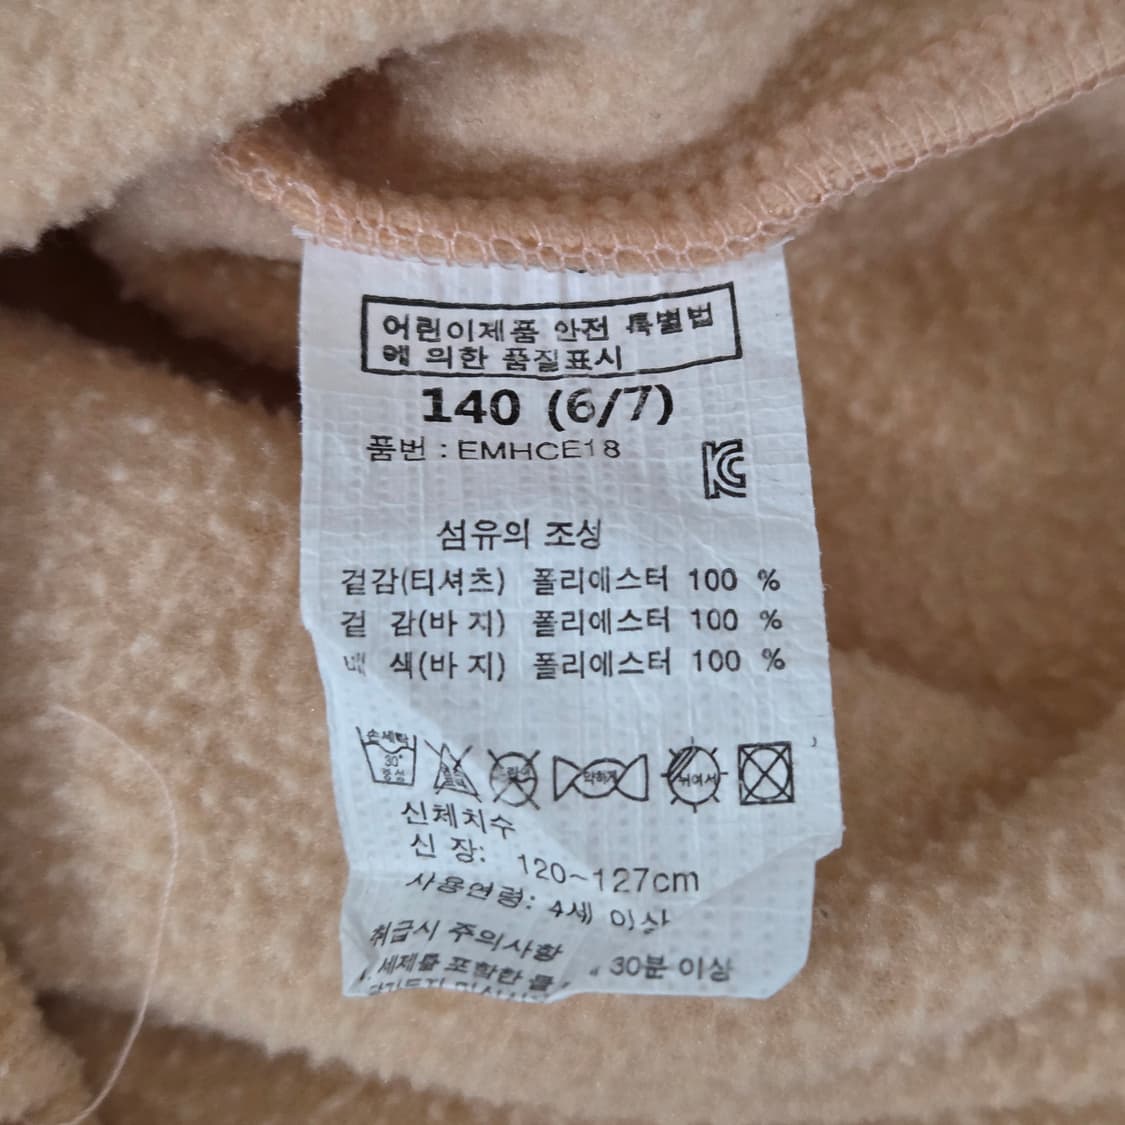 어린이제품 안전 특별법
에 의한 품질표시
140 (6/7)
품번 : EMHCE18
KC
섬유의 조성
겉감(티셔츠) 폴리에스터 100 %
겉 감(바 지) 폴리에스터 100 %
배 색(바 지) 폴리에스터 100 %
손세탁
30°
중성
약하게
뉘여서
신체치수
신 장: 120~127cm
사용연령: 4세 이상
취급시 주의사항
세제를 포함한 물
30분 이상